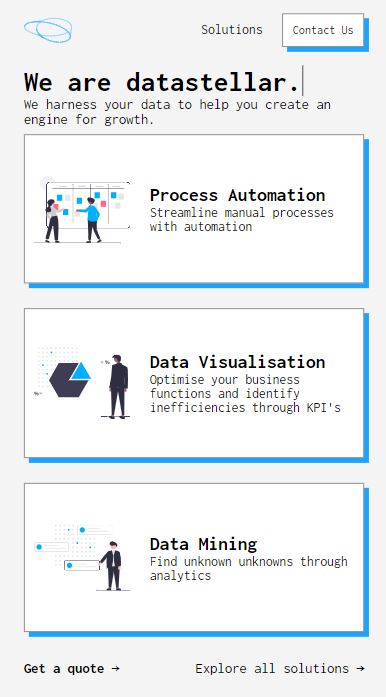 Solutions
Contact Us
We are datastellar.
We harness your data to help you create an
engine for growth.
Process Automation
Streamline manual processes
with automation
Data Visualisation
Optimise your business
functions and identify
inefficiencies through KPI's
Data Mining
Find unknown unknowns through
analytics
Get a quote →
Explore all solutions →